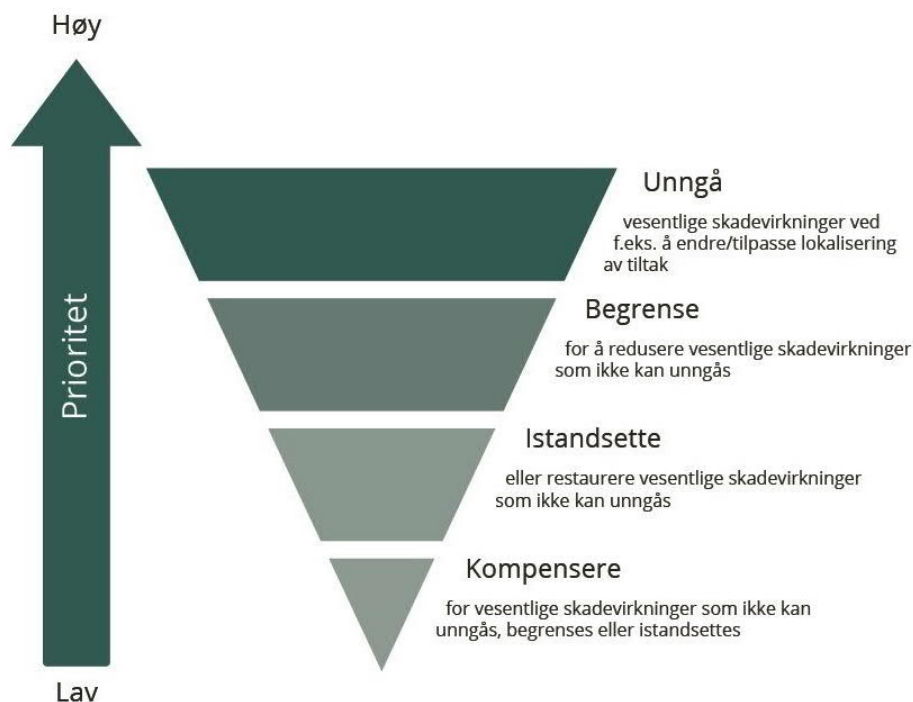 Høy
Prioritet
Lav
Unngå
vesentlige skadevirkninger ved
f.eks. å endre/tilpasse lokalisering
av tiltak
Begrense
for å redusere vesentlige skadevirkninger
som ikke kan unngås
Istandsette
eller restaurere vesentlige skadevirkninger
som ikke kan unngås
Kompensere
for vesentlige skadevirkninger som ikke kan
unngås, begrenses eller istandsettes